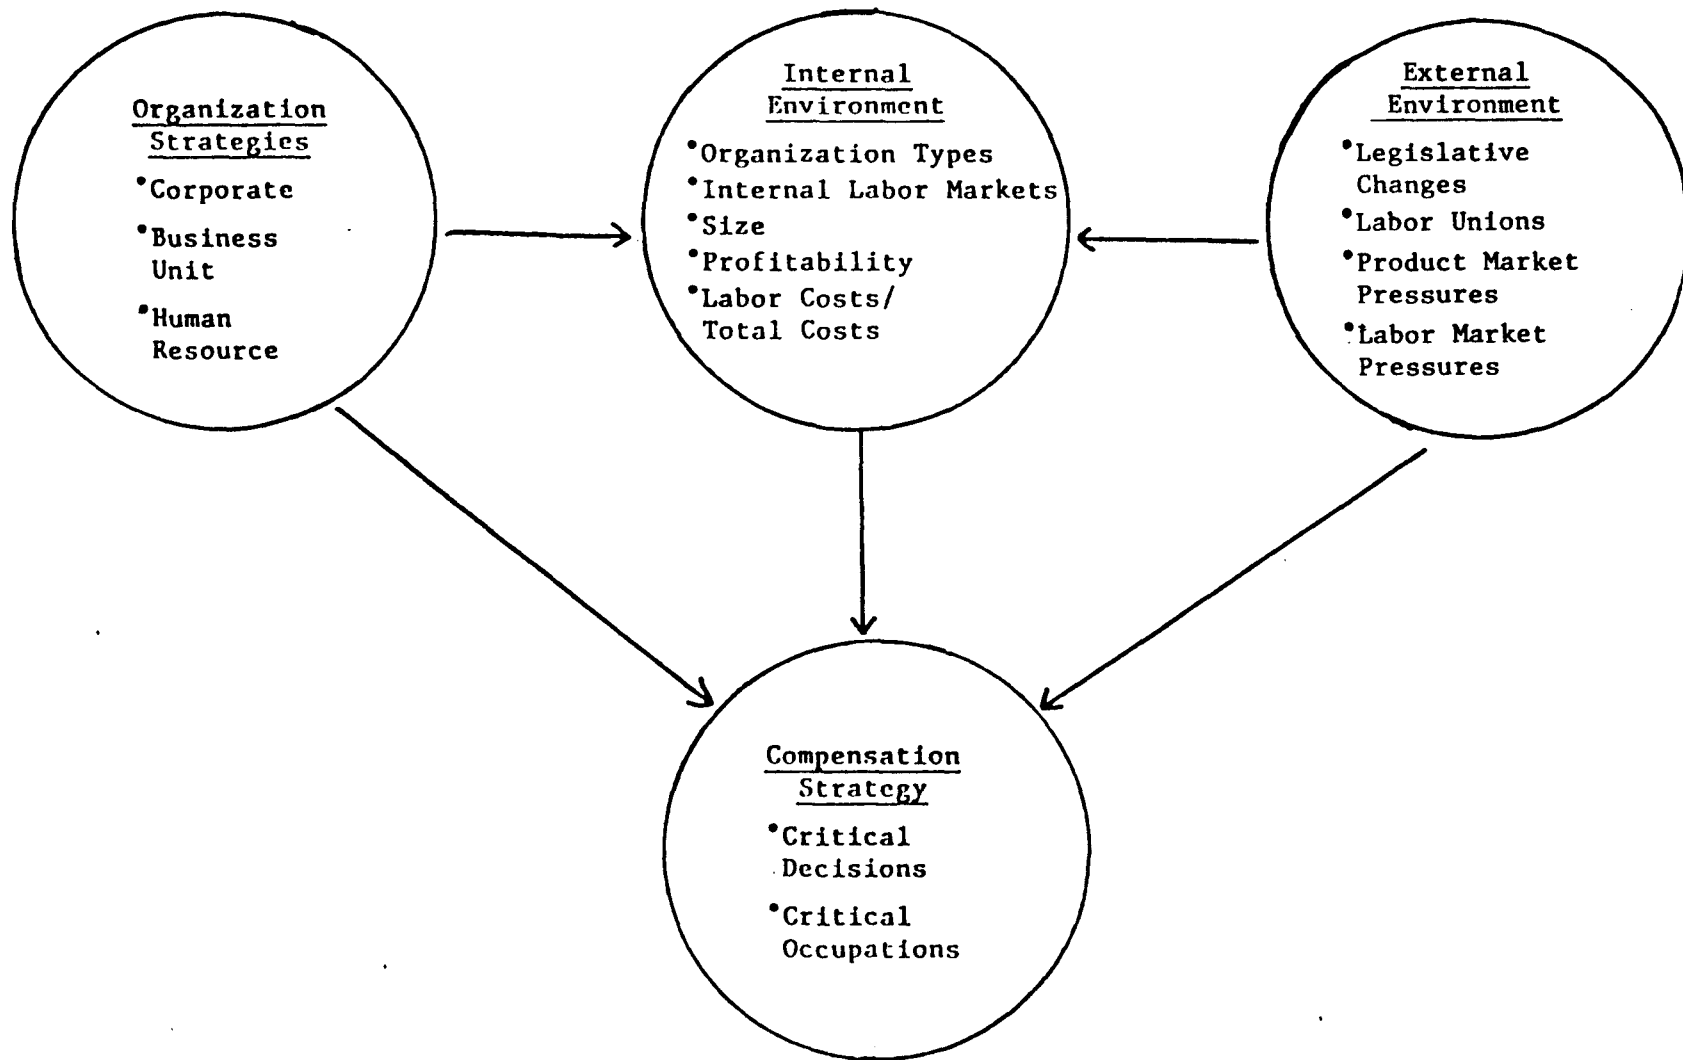 Organization
Strategies
•Corporate
•Business
Unit
•Human
Resource
Internal
Environment
•Organization Types
•Internal Labor Markets
•Size
•Profitability
•Labor Costs/
Total Costs
External
Environment
•Legislative
Changes
•Labor Unions
•Product Market
Pressures
•Labor Market
Pressures
Compensation
Strategy
•Critical
Decisions
•Critical
Occupations